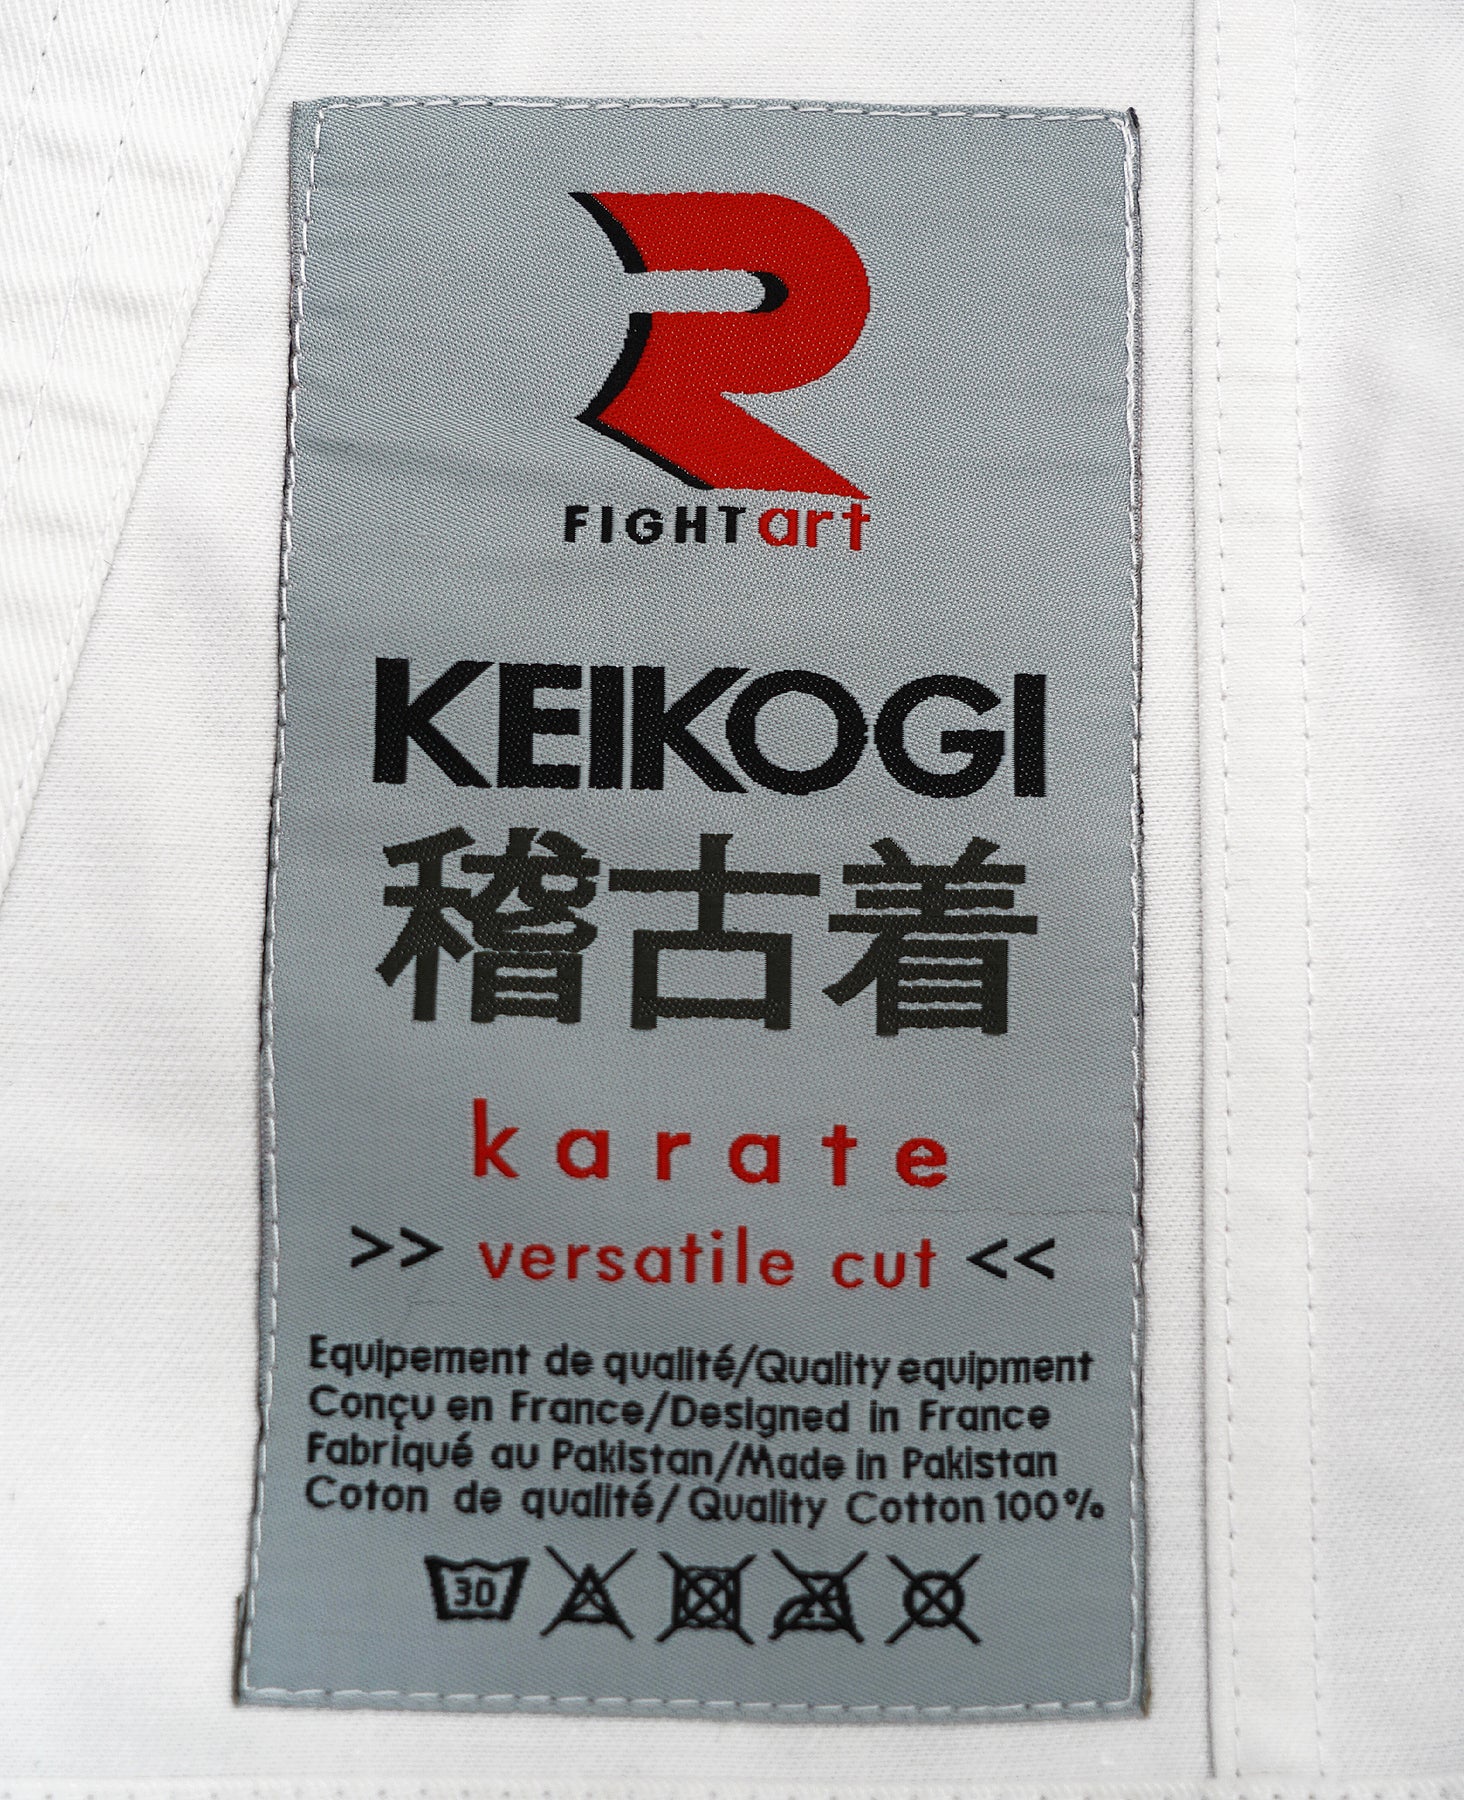 R
FIGHTart
KEIKOGI
稽古着
karate
>> versatile cut <<
Equipement de qualité/Quality equipment
Conçu en France/Designed in France
Fabriqué au Pakistan/Made in Pakistan
Coton de qualité/Quality Cotton 100%
30